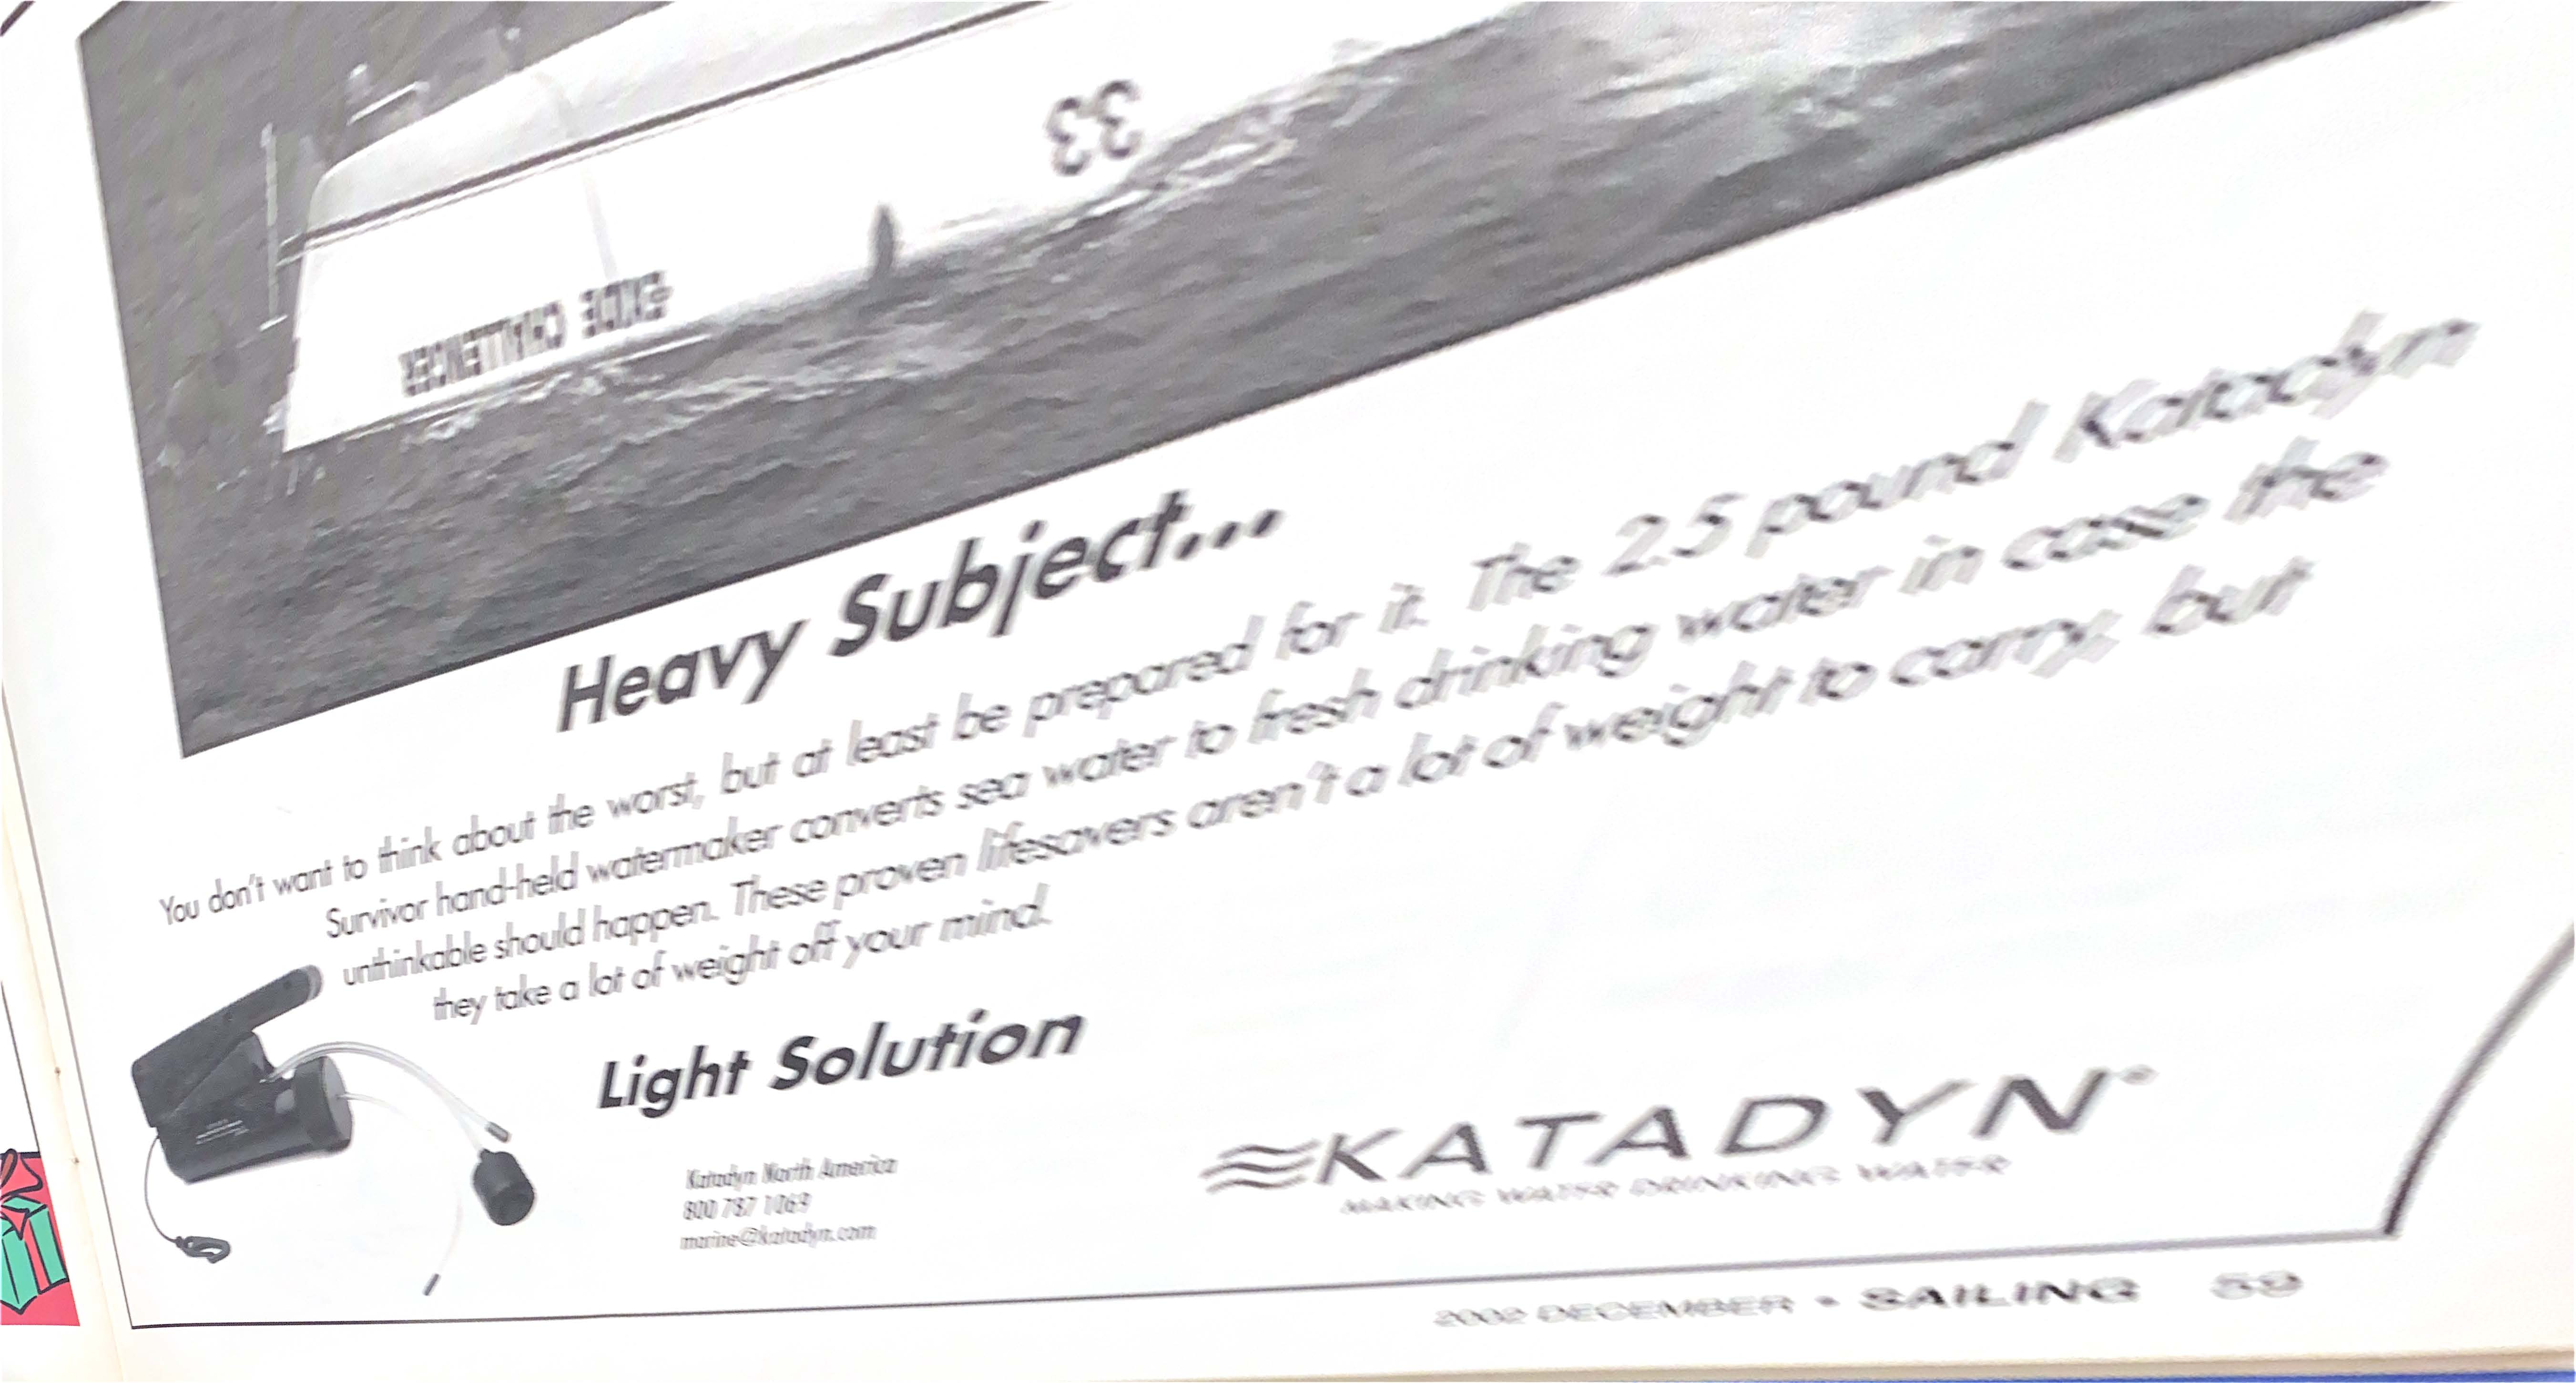 33
EXIDE CHALLENGER
Heavy Subject...
You don't want to think about the worst, but at least be prepared for it. The 2.5 pound Katadyn
Survivor hand-held watermaker converts sea water to fresh drinking water in case the
unthinkable should happen. These proven lifesavers aren't a lot of weight to carry, but
they take a lot of weight off your mind.
Light Solution
Katadyn North America
800 787 1069
marine@katadyn.com
KATADYN®
MAKING WATER DRINKING WATER
2002 DECEMBER • SAILING 59